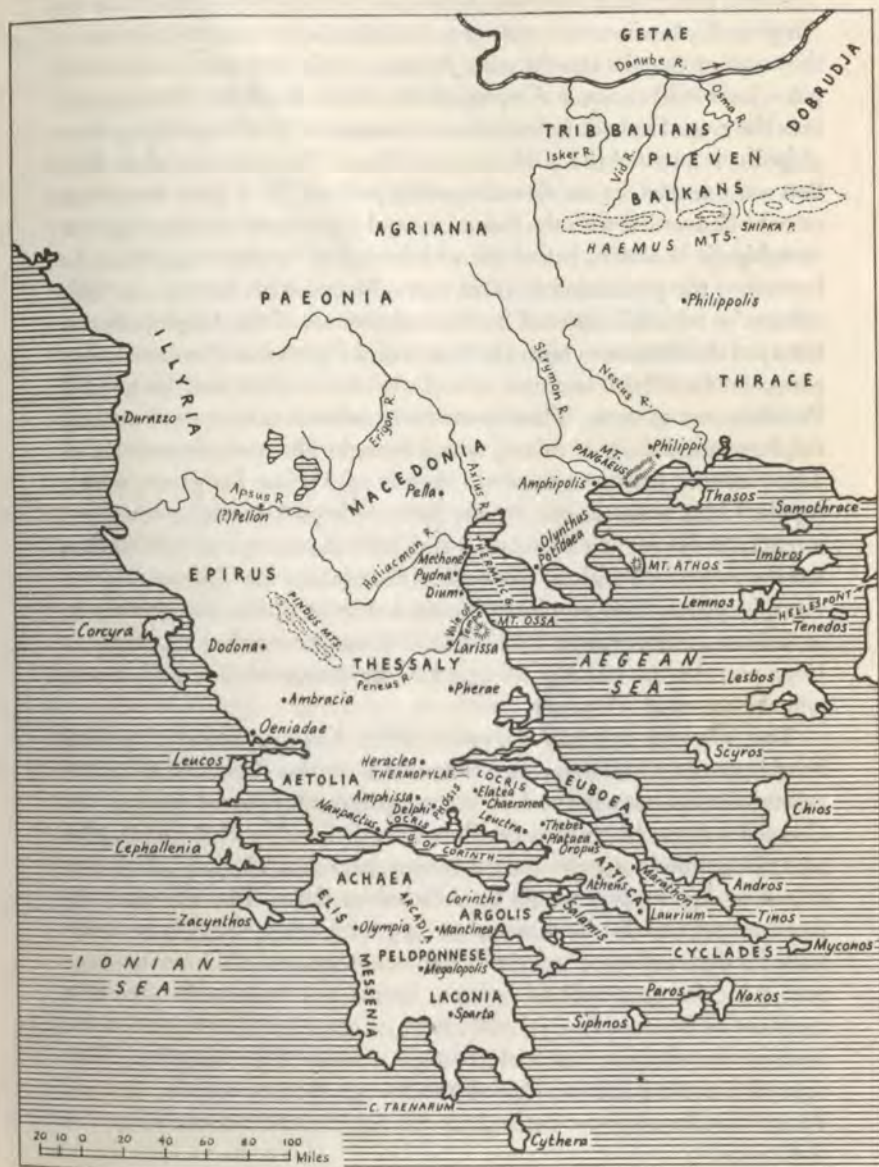 GETAE
Danube R.
DOBRUDJA
Osma R.
TRIBBALIANS
Isker R.
Vid R.
PLEVEN
BALKANS
SHIPKA P.
HAEMUS MTS.
AGRIANIA
PAEONIA
Philippolis
ILLYRIA
Strymon R.
Nestus R.
THRACE
Durazzo
Erigon R.
MACEDONIA
Axius R.
MT. PANGAEUS
Philippi
Pella
Amphipolis
Thasos
Apsus R.
(?)Pelion
Samothrace
Olynthus
Potidaea
Haliacmon R.
Methone
Pydna
Dium
THERMAIC G.
MT. ATHOS
Imbros
EPIRUS
Lemnos
HELLESPONT
Tenedos
PINDUS MTS.
Vale of Tempe
MT. OSSA
Corcyra
Dodona
Larissa
THESSALY
Peneus R.
AEGEAN
SEA
Lesbos
Ambracia
Pherae
Oeniadae
Scyros
Leucos
Heraclea
THERMOPYLAE
LOCRIS
EUBOEA
AETOLIA
Elatea
Chaeronea
Amphissa
Delphi
PHOSIS
LOCRIS
Naupactus
Leuctra
Thebes
Plataea
Oropus
Chios
Cephallenia
G. OF CORINTH
ATTICA
Marathon
Athens
ACHAEA
Corinth
Andros
ELIS
ARCADIA
ARGOLIS
Salamis
Laurium
Zacynthos
Olympia
Mantinea
Tinos
CYCLADES
Myconos
PELOPONNESE
Megalopolis
IONIAN
SEA
MESSENIA
LACONIA
Sparta
Paros
Naxos
Siphnos
C. TAENARUM
Cythera
20 10 0 20 40 60 80 100
Miles